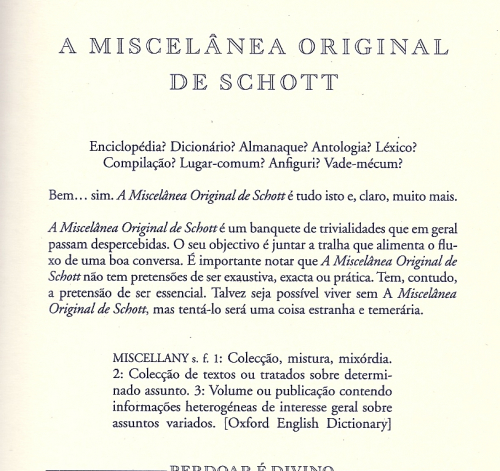 A MISCELÂNEA ORIGINAL
DE SCHOTT
Enciclopédia? Dicionário? Almanaque? Antologia? Léxico?
Compilação? Lugar-comum? Anfiguri? Vade-mécum?
Bem… sim. A Miscelânea Original de Schott é tudo isto e, claro, muito mais.
A Miscelânea Original de Schott é um banquete de trivialidades que em geral
passam despercebidas. O seu objectivo é juntar a tralha que alimenta o flu-
xo de uma boa conversa. É importante notar que A Miscelânea Original de
Schott não tem pretensões de ser exaustiva, exacta ou prática. Tem, contudo,
a pretensão de ser essencial. Talvez seja possível viver sem A Miscelânea
Original de Schott, mas tentá-lo será uma coisa estranha e temerária.
MISCELLANY s. f. 1: Colecção, mistura, mixórdia.
2: Colecção de textos ou tratados sobre determi-
nado assunto. 3: Volume ou publicação contendo
informações heterogéneas de interesse geral sobre
assuntos variados. [Oxford English Dictionary]
PERDOAR É DIVINO